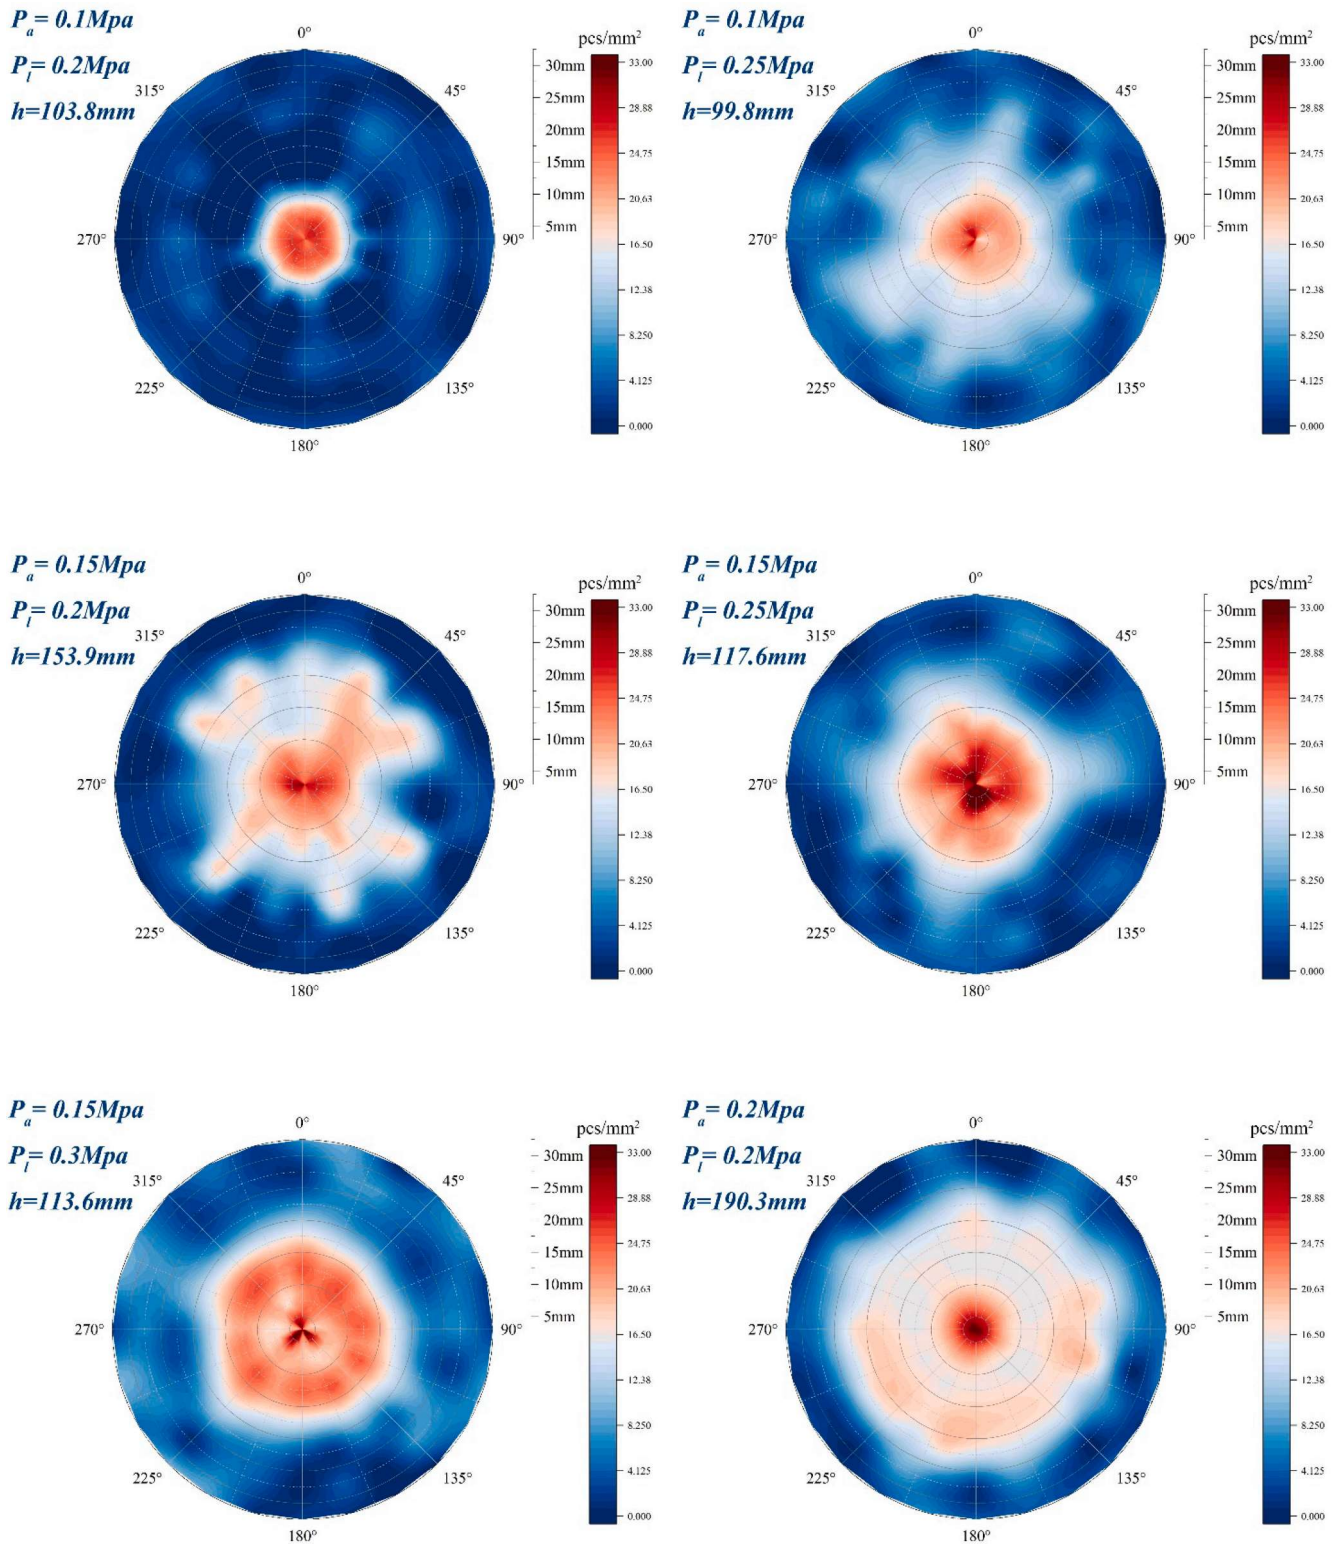 P_a= 0.1Mpa
P_l= 0.2Mpa
h=103.8mm
0°
45°
90°
135°
180°
225°
270°
315°
pcs/mm²
30mm
25mm
20mm
15mm
10mm
5mm
33.00
28.88
24.75
20.63
16.50
12.38
8.250
4.125
0.000
P_a= 0.1Mpa
P_l= 0.25Mpa
h=99.8mm
0°
45°
90°
135°
180°
225°
270°
315°
pcs/mm²
30mm
25mm
20mm
15mm
10mm
5mm
33.00
28.88
24.75
20.63
16.50
12.38
8.250
4.125
0.000
P_a= 0.15Mpa
P_l= 0.2Mpa
h=153.9mm
0°
45°
90°
135°
180°
225°
270°
315°
pcs/mm²
30mm
25mm
20mm
15mm
10mm
5mm
33.00
28.88
24.75
20.63
16.50
12.38
8.250
4.125
0.000
P_a= 0.15Mpa
P_l= 0.25Mpa
h=117.6mm
0°
45°
90°
135°
180°
225°
270°
315°
pcs/mm²
30mm
25mm
20mm
15mm
10mm
5mm
33.00
28.88
24.75
20.63
16.50
12.38
8.250
4.125
0.000
P_a= 0.15Mpa
P_l= 0.3Mpa
h=113.6mm
0°
45°
90°
135°
180°
225°
270°
315°
pcs/mm²
30mm
25mm
20mm
15mm
10mm
5mm
33.00
28.88
24.75
20.63
16.50
12.38
8.250
4.125
0.000
P_a= 0.2Mpa
P_l= 0.2Mpa
h=190.3mm
0°
45°
90°
135°
180°
225°
270°
315°
pcs/mm²
30mm
25mm
20mm
15mm
10mm
5mm
33.00
28.88
24.75
20.63
16.50
12.38
8.250
4.125
0.000